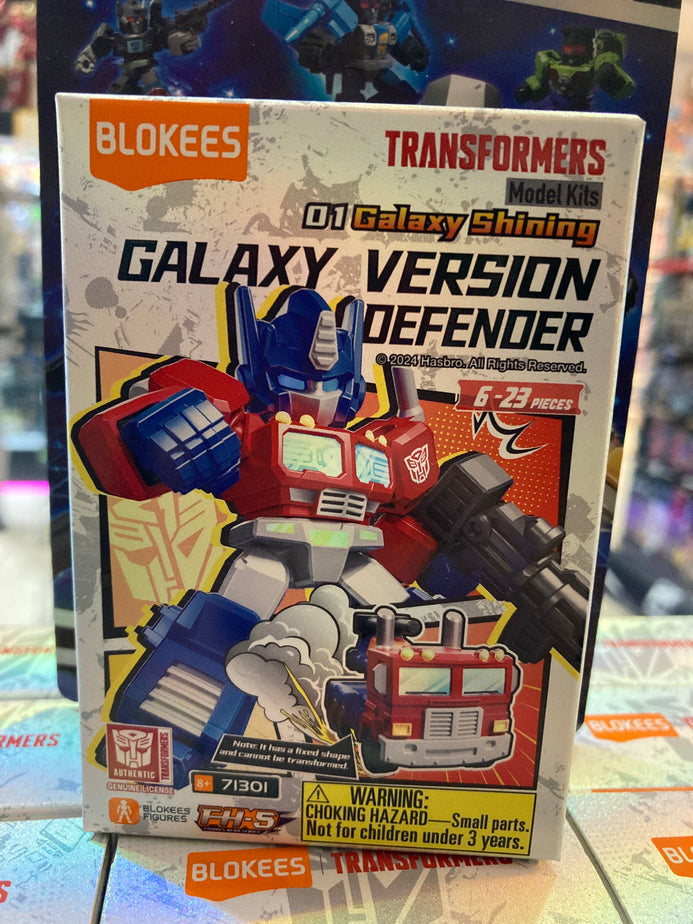 BLOKEES
TRANSFORMERS
Model Kits
01 Galaxy Shining
GALAXY VERSION
DEFENDER
© 2024 Hasbro. All Rights Reserved.
6-23 PIECES
Note: it has a fixed shape
and cannot be transformed.
AUTHENTIC
TRANSFORMERS
GENUINE LICENSE
8+ 71301
BLOKEES
FIGURES
WARNING:
CHOKING HAZARD—Small parts.
Not for children under 3 years.
RMERS
BLOKEES
BLOKEES
TRANSFORMERS
BLOKEES